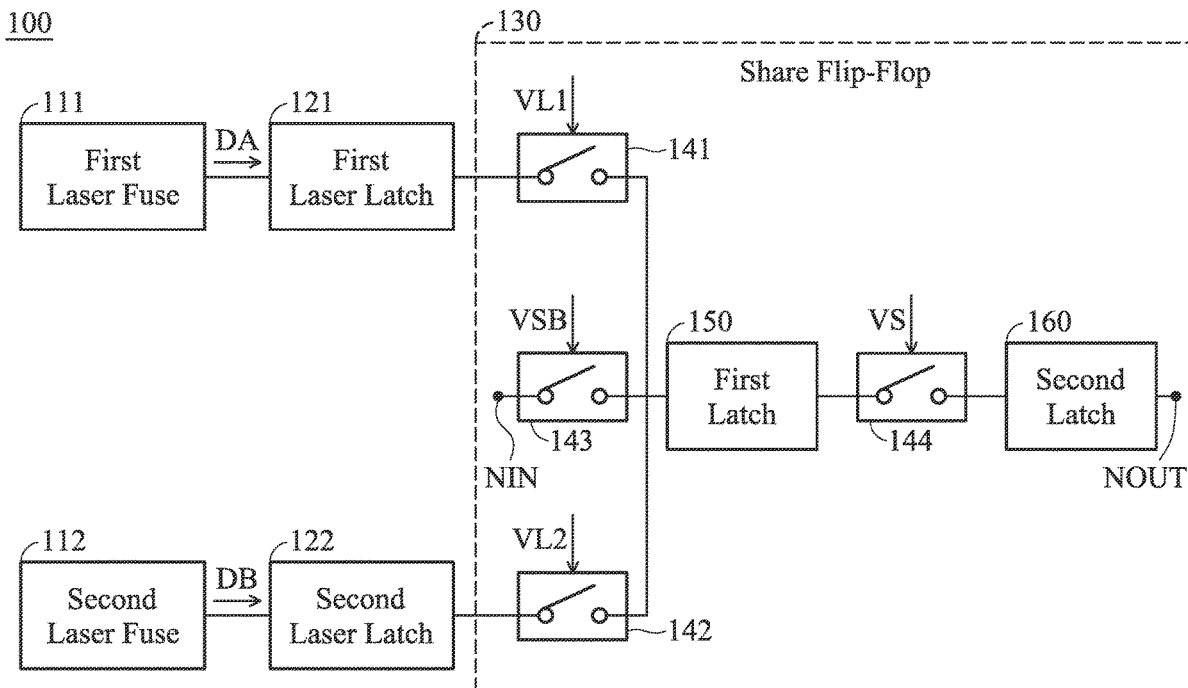 100
130
Share Flip-Flop
111
DA
121
VL1
141
First
Laser Fuse
First
Laser Latch
VSB
150
VS
160
First
Latch
Second
Latch
143
144
NIN
NOUT
112
DB
122
VL2
142
Second
Laser Fuse
Second
Laser Latch